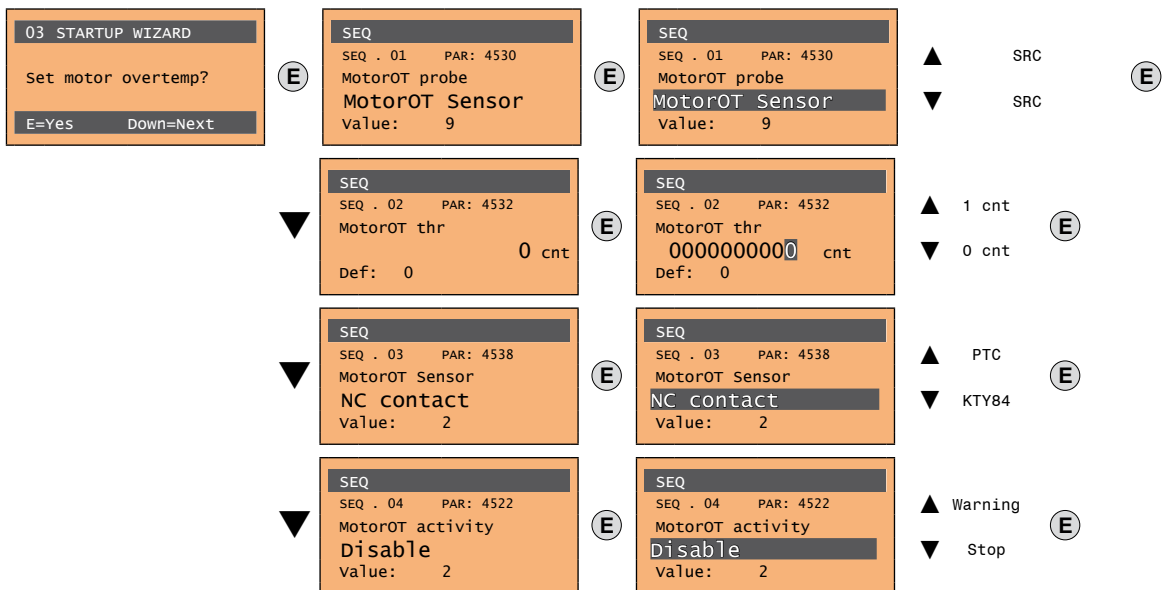 03 STARTUP WIZARD
Set motor overtemp?
E=Yes Down=Next
E
SEQ
SEQ . 01 PAR: 4530
MotorOT probe
MotorOT Sensor
Value: 9
E
SEQ
SEQ . 01 PAR: 4530
MotorOT probe
MotorOT Sensor
Value: 9
▲ SRC
▼ SRC
E
▼
SEQ
SEQ . 02 PAR: 4532
MotorOT thr
0 cnt
Def: 0
E
SEQ
SEQ . 02 PAR: 4532
MotorOT thr
0000000000 cnt
Def: 0
▲ 1 cnt
▼ 0 cnt
E
▼
SEQ
SEQ . 03 PAR: 4538
MotorOT Sensor
NC contact
Value: 2
E
SEQ
SEQ . 03 PAR: 4538
MotorOT Sensor
NC contact
Value: 2
▲ PTC
▼ KTY84
E
▼
SEQ
SEQ . 04 PAR: 4522
MotorOT activity
Disable
Value: 2
E
SEQ
SEQ . 04 PAR: 4522
MotorOT activity
Disable
Value: 2
▲ Warning
▼ Stop
E